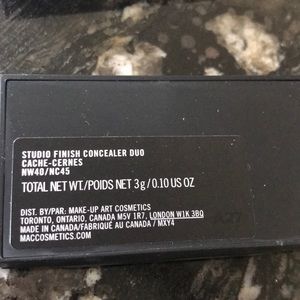 STUDIO FINISH CONCEALER DUO
CACHE-CERNES
NW40/NC45
TOTAL NET WT./POIDS NET 3 g / 0.10 US OZ
DIST. BY/PAR: MAKE-UP ART COSMETICS
TORONTO, ONTARIO, CANADA M5V 1R7, LONDON W1K 3BQ
MADE IN CANADA/FABRIQUÉ AU CANADA / MXY4
MACCOSMETICS.COM